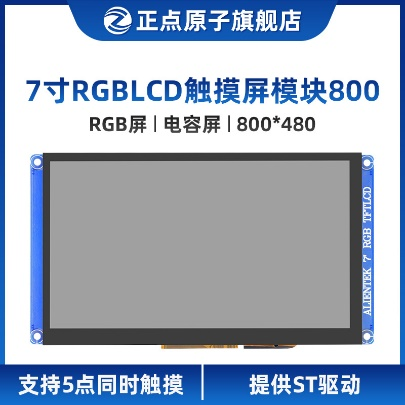 正点原子旗舰店
7寸RGBLCD触摸屏模块800
RGB屏 | 电容屏 | 800*480
ALIENTEK 7 RGB TFTLCD
支持5点同时触摸
提供ST驱动